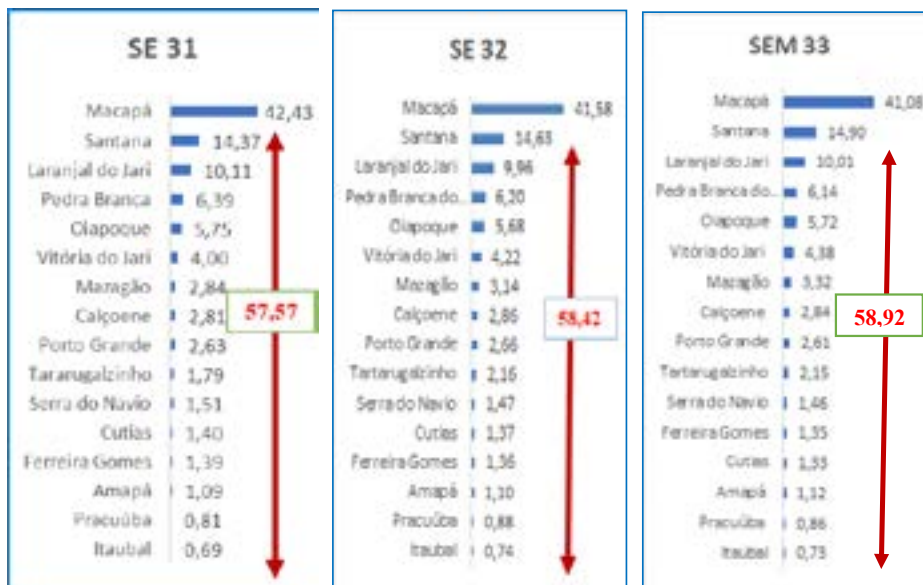 SE 31
Macapá 42,43
Santana 14,37
Laranjal do Jari 10,11
Pedra Branca 6,39
Oiapoque 5,75
Vitória do Jari 4,00
Mazagão 2,84
Calçoene 2,81
Porto Grande 2,63
Tararugalzinho 1,79
Serra do Navio 1,51
Cutias 1,40
Ferreira Gomes 1,39
Amapá 1,09
Pracuúba 0,81
Itaubal 0,69
57,57
SE 32
Macapá 41,58
Santana 14,63
Laranjal do Jari 9,96
Pedra Branca do... 6,20
Oiapoque 5,68
Vitória do Jari 4,22
Mazagão 3,14
Calçoene 2,86
Porto Grande 2,66
Tartarugalzinho 2,16
Serra do Navio 1,47
Cutias 1,37
Ferreira Gomes 1,36
Amapá 1,10
Pracuúba 0,88
Itaubal 0,74
58,42
SEM 33
Macapá 41,08
Santana 14,90
Laranjal do Jari 10,01
Pedra Branca do... 6,14
Oiapoque 5,72
Vitória do Jari 4,38
Mazagão 3,32
Calçoene 2,84
Porto Grande 2,61
Tartarugalzinho 2,15
Serra do Navio 1,46
Ferreira Gomes 1,35
Cutias 1,33
Amapá 1,12
Pracuúba 0,86
Itaubal 0,73
58,92